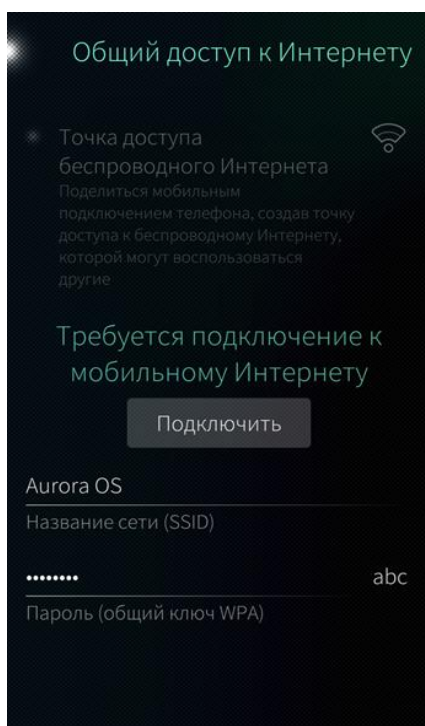 Общий доступ к Интернету
Точка доступа
беспроводного Интернета
Поделиться мобильным
подключением телефона, создав точку
доступа к беспроводному Интернету,
которой могут воспользоваться
другие
Требуется подключение к
мобильному Интернету
Подключить
Aurora OS
Название сети (SSID)
•••••••• abc
Пароль (общий ключ WPA)